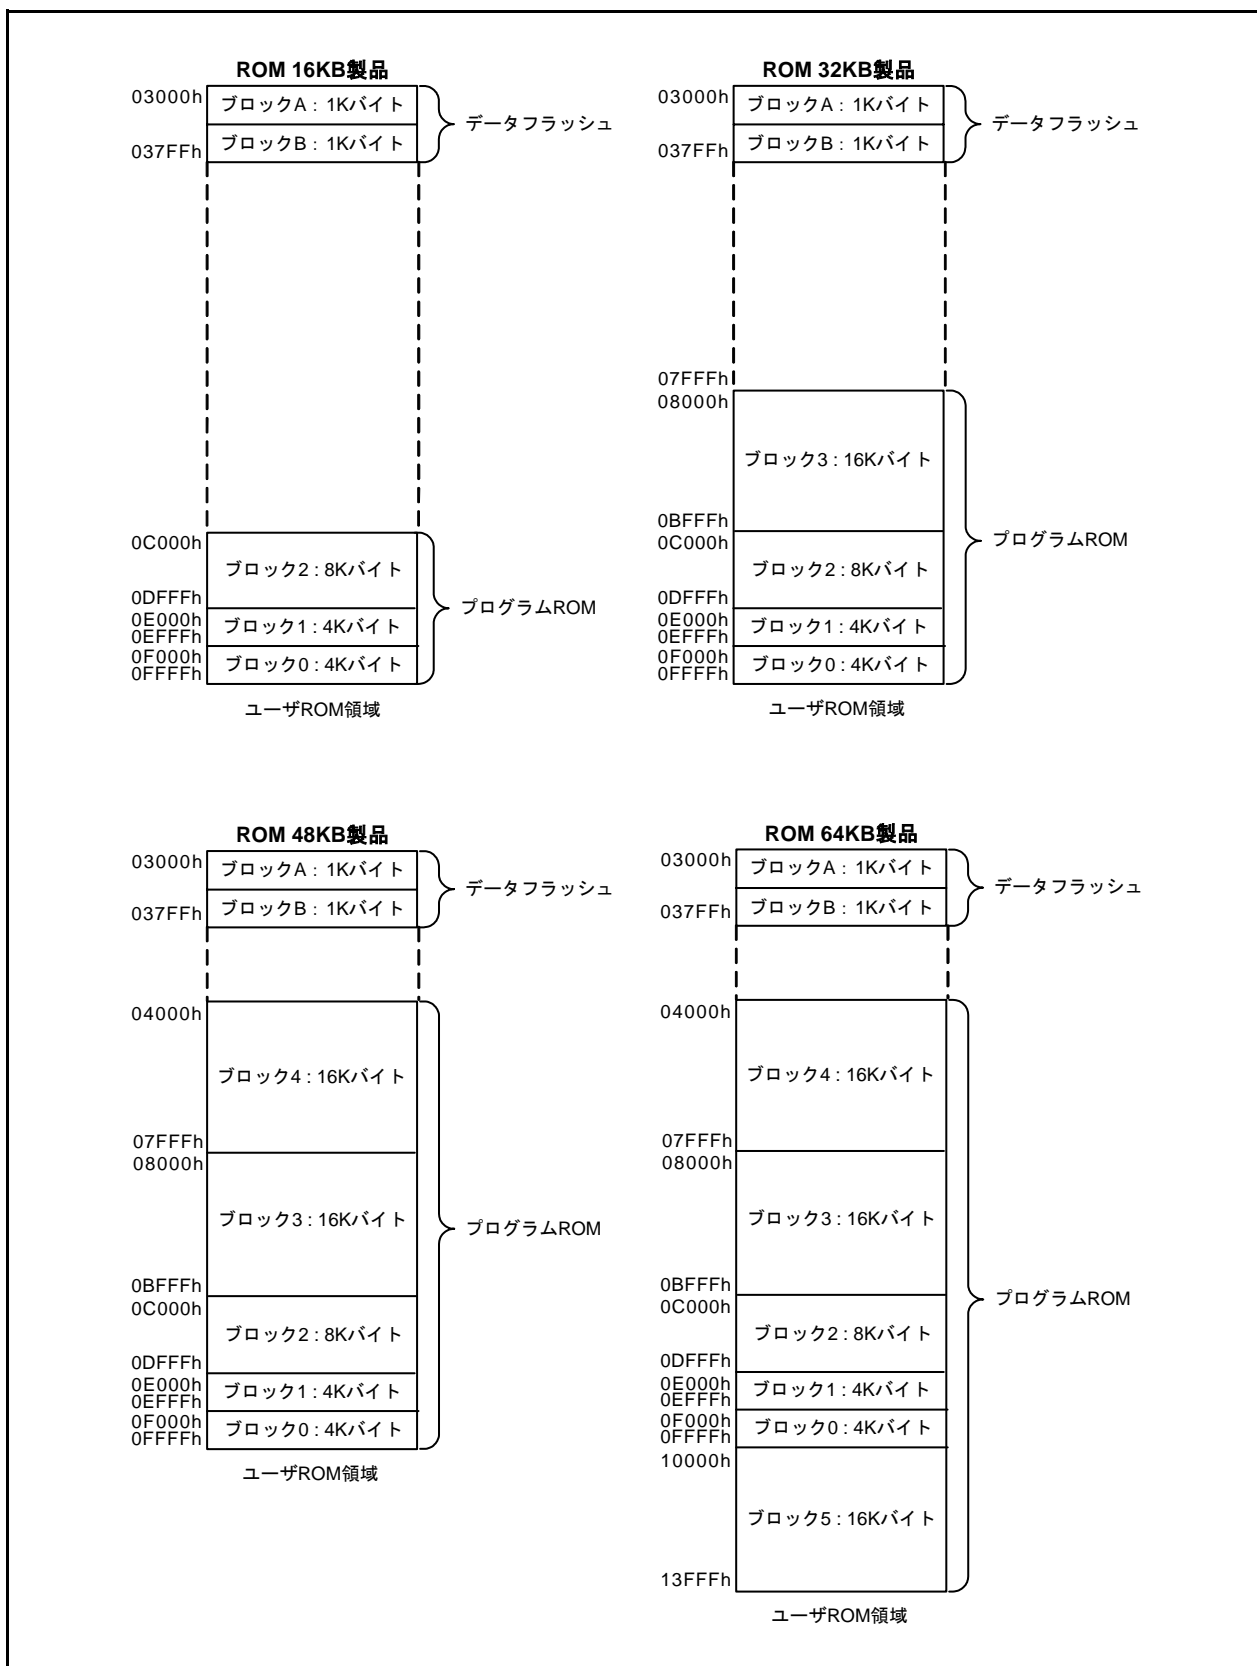 ROM 16KB製品
03000h
ブロックA : 1Kバイト
データフラッシュ
037FFh
ブロックB : 1Kバイト
0C000h
ブロック2 : 8Kバイト
0DFFFh
プログラムROM
0E000h
ブロック1 : 4Kバイト
0EFFFh
0F000h
ブロック0 : 4Kバイト
0FFFFh
ユーザROM領域
ROM 32KB製品
03000h
ブロックA : 1Kバイト
データフラッシュ
037FFh
ブロックB : 1Kバイト
07FFFh
08000h
ブロック3 : 16Kバイト
0BFFFh
プログラムROM
0C000h
ブロック2 : 8Kバイト
0DFFFh
0E000h
ブロック1 : 4Kバイト
0EFFFh
0F000h
ブロック0 : 4Kバイト
0FFFFh
ユーザROM領域
ROM 48KB製品
03000h
ブロックA : 1Kバイト
データフラッシュ
037FFh
ブロックB : 1Kバイト
04000h
ブロック4 : 16Kバイト
07FFFh
08000h
ブロック3 : 16Kバイト
プログラムROM
0BFFFh
0C000h
ブロック2 : 8Kバイト
0DFFFh
0E000h
ブロック1 : 4Kバイト
0EFFFh
0F000h
ブロック0 : 4Kバイト
0FFFFh
ユーザROM領域
ROM 64KB製品
03000h
ブロックA : 1Kバイト
データフラッシュ
037FFh
ブロックB : 1Kバイト
04000h
ブロック4 : 16Kバイト
07FFFh
08000h
ブロック3 : 16Kバイト
0BFFFh
プログラムROM
0C000h
ブロック2 : 8Kバイト
0DFFFh
0E000h
ブロック1 : 4Kバイト
0EFFFh
0F000h
ブロック0 : 4Kバイト
0FFFFh
10000h
ブロック5 : 16Kバイト
13FFFh
ユーザROM領域